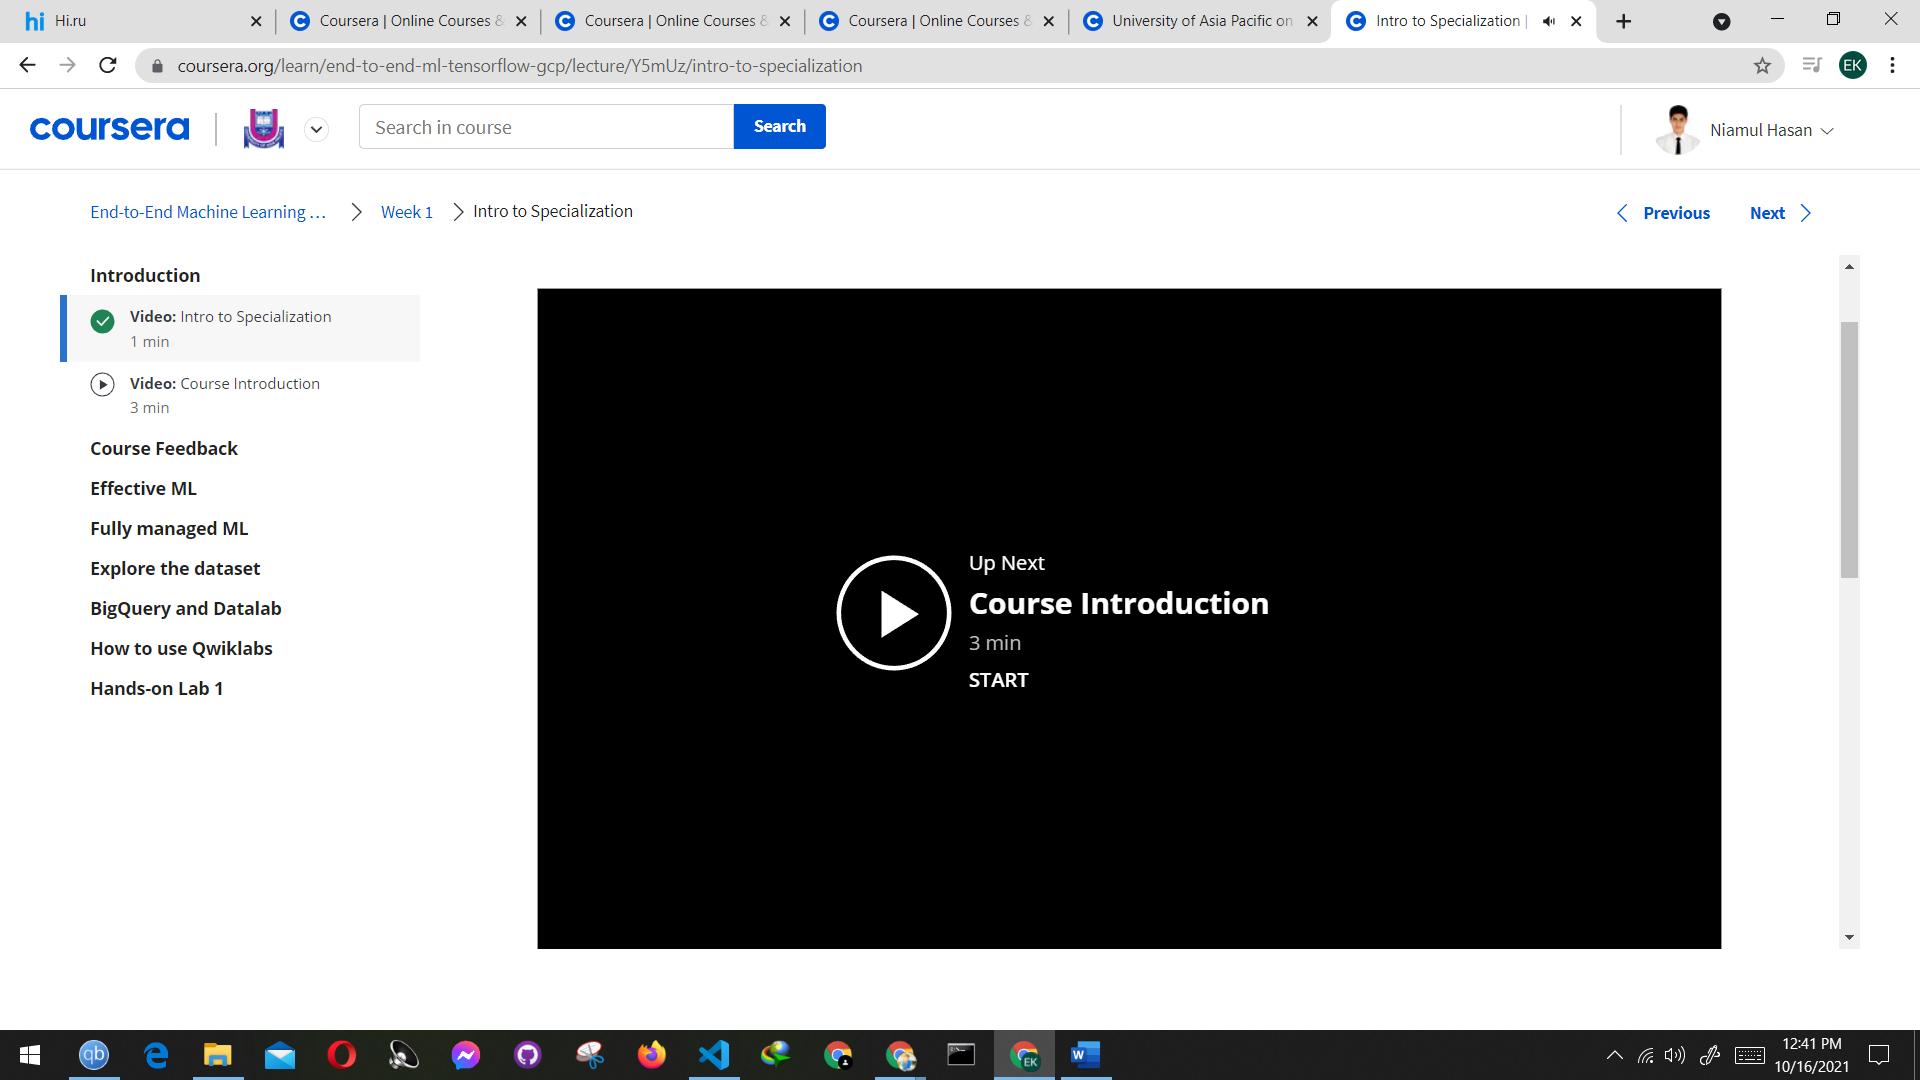 hi Hi.ru
Coursera | Online Courses &
Coursera | Online Courses &
Coursera | Online Courses &
University of Asia Pacific on
Intro to Specialization |
coursera.org/learn/end-to-end-ml-tensorflow-gcp/lecture/Y5mUz/intro-to-specialization
EK
coursera
Search in course
Search
Niamul Hasan
End-to-End Machine Learning ...
Week 1
Intro to Specialization
Previous
Next
Introduction
Video: Intro to Specialization
1 min
Video: Course Introduction
3 min
Course Feedback
Effective ML
Fully managed ML
Explore the dataset
BigQuery and Datalab
How to use Qwiklabs
Hands-on Lab 1
Up Next
Course Introduction
3 min
START
qb
EK
W
12:41 PM
10/16/2021